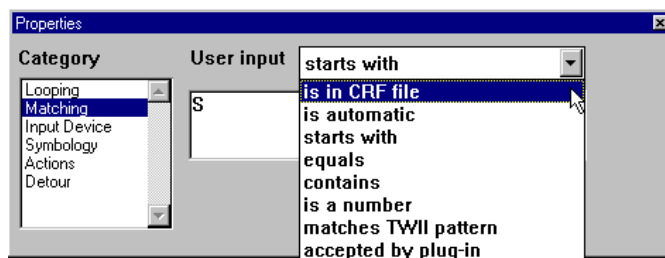 Properties
Category
User input
starts with
Looping
Matching
Input Device
Symbology
Actions
Detour
S
is in CRF file
is automatic
starts with
equals
contains
is a number
matches TWII pattern
accepted by plug-in